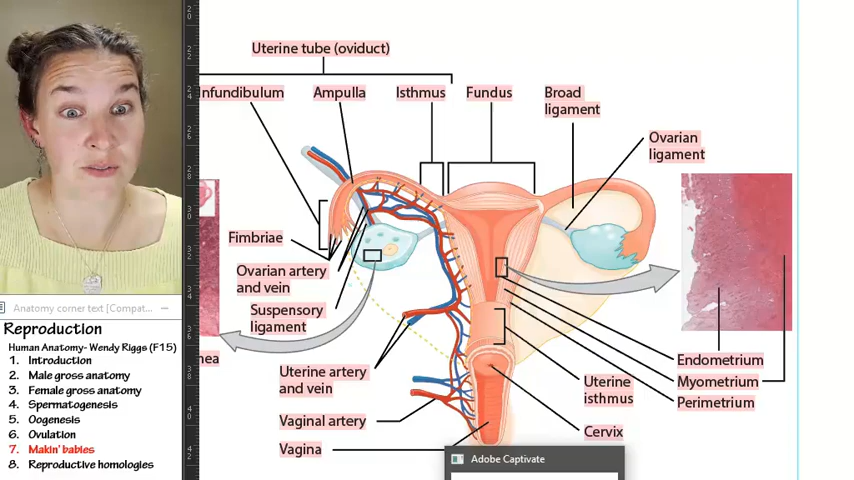 Uterine tube (oviduct)
nfundibulum
Ampulla
Isthmus
Fundus
Broad
ligament
Ovarian
ligament
Fimbriae
Ovarian artery
and vein
Suspensory
ligament
Uterine artery
and vein
Vaginal artery
Vagina
Endometrium
Myometrium
Perimetrium
Uterine
isthmus
Cervix
nea
Anatomy corner text [Compat...
Reproduction
Human Anatomy- Wendy Riggs (F15)
1. Introduction
2. Male gross anatomy
3. Female gross anatomy
4. Spermatogenesis
5. Oogenesis
6. Ovulation
7. Makin' babies
8. Reproductive homologies
Adobe Captivate